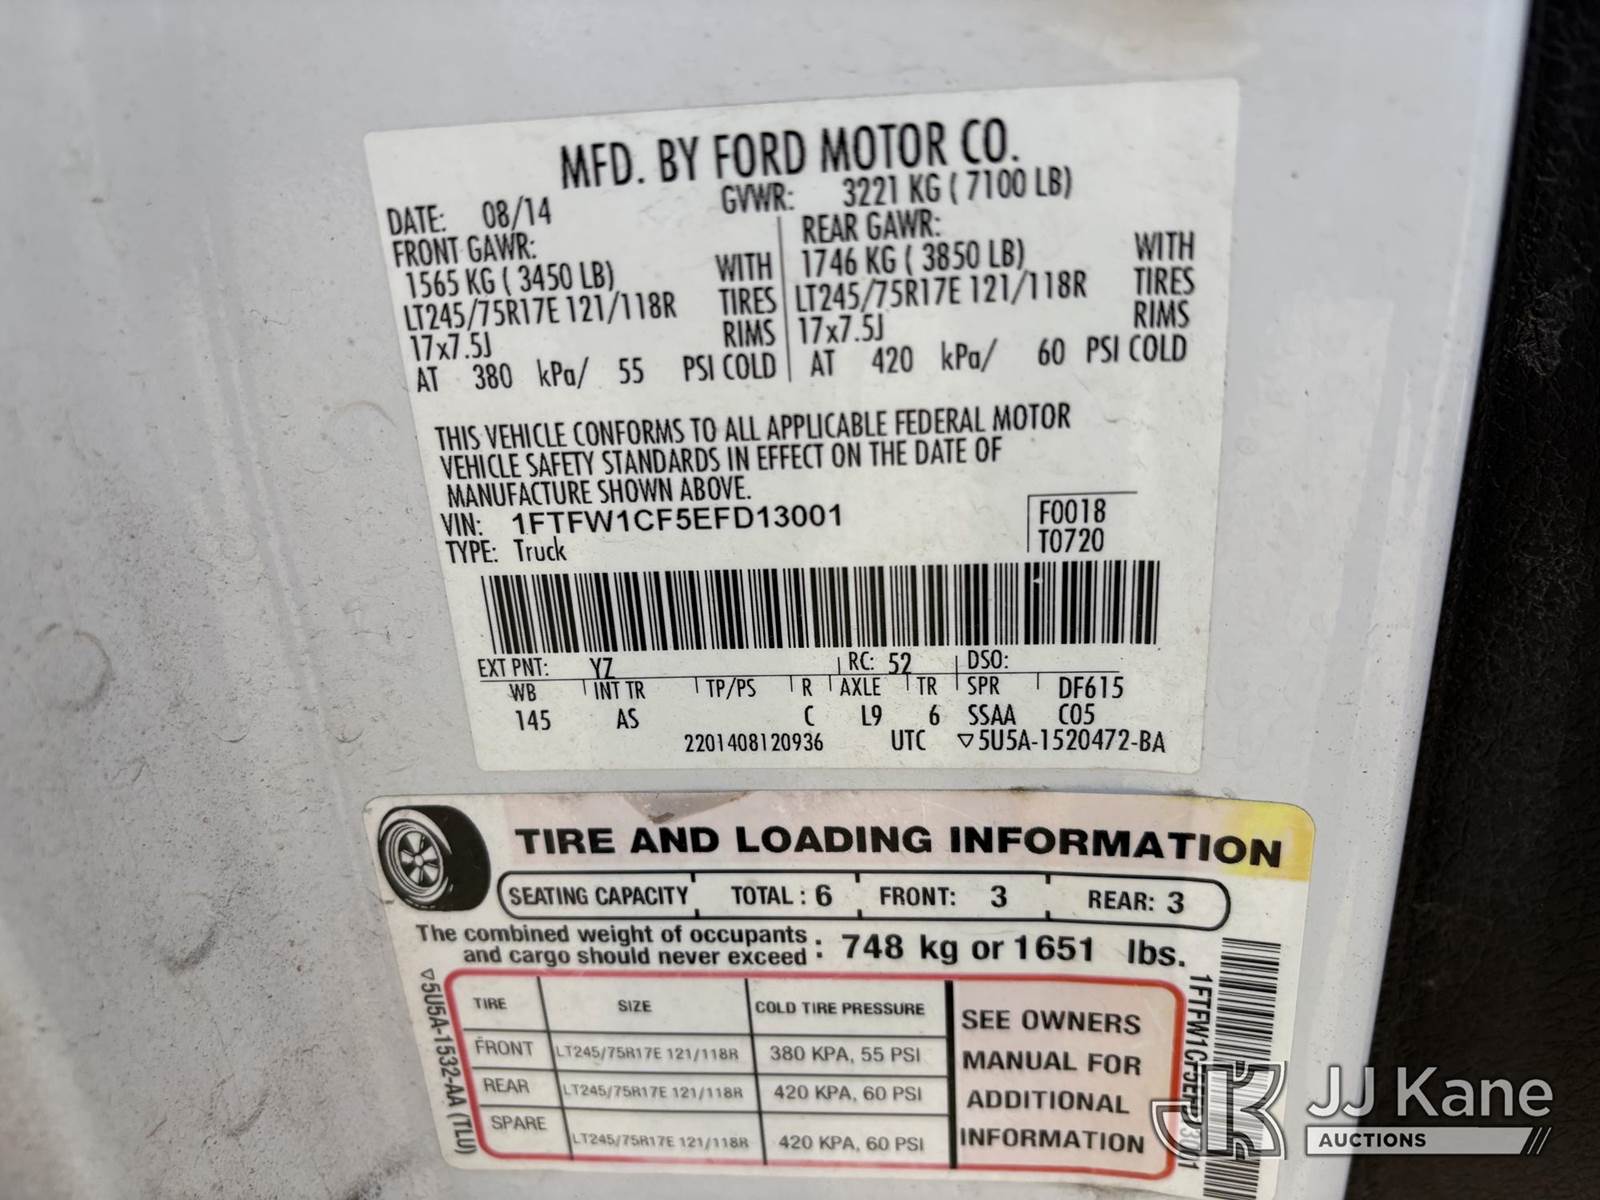 MFD. BY FORD MOTOR CO.
DATE: 08/14 GVWR: 3221 KG ( 7100 LB)
FRONT GAWR: REAR GAWR:
1565 KG ( 3450 LB) WITH 1746 KG ( 3850 LB) WITH
LT245/75R17E 121/118R TIRES LT245/75R17E 121/118R TIRES
17x7.5J RIMS 17x7.5J RIMS
AT 380 kPa/ 55 PSI COLD AT 420 kPa/ 60 PSI COLD
THIS VEHICLE CONFORMS TO ALL APPLICABLE FEDERAL MOTOR
VEHICLE SAFETY STANDARDS IN EFFECT ON THE DATE OF
MANUFACTURE SHOWN ABOVE.
VIN: 1FTFW1CF5EFD13001 F0018
TYPE: Truck T0720
EXT PNT: YZ RC: 52 DSO:
WB INT TR TP/PS R AXLE TR SPR DF615
145 AS C L9 6 SSAA C05
2201408120936 UTC ▽5U5A-1520472-BA
TIRE AND LOADING INFORMATION
SEATING CAPACITY TOTAL : 6 FRONT: 3 REAR: 3
The combined weight of occupants
and cargo should never exceed : 748 kg or 1651 lbs.
TIRE SIZE COLD TIRE PRESSURE
FRONT LT245/75R17E 121/118R 380 KPA, 55 PSI
REAR LT245/75R17E 121/118R 420 KPA, 60 PSI
SPARE LT245/75R17E 121/118R 420 KPA, 60 PSI
SEE OWNERS
MANUAL FOR
ADDITIONAL
INFORMATION
▽5U5A-1532-AA (TLU)
1FTFW1CF5EFD13001
JJK
JJ Kane
AUCTIONS